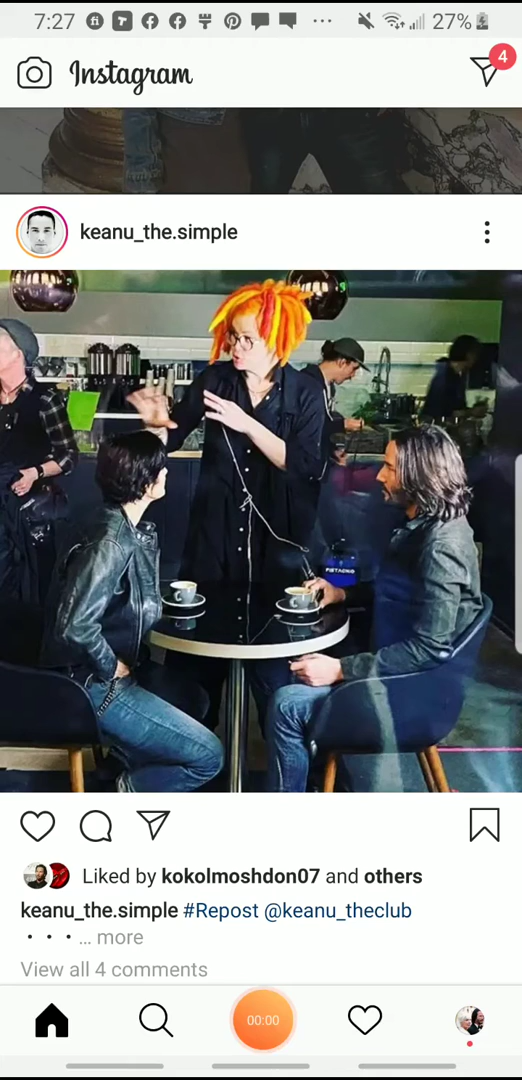 7:27
27%
Instagram
4
keanu_the.simple
PISTACHIO
Liked by kokolmoshdon07 and others
keanu_the.simple #Repost @keanu_theclub
• • • ... more
View all 4 comments
00:00